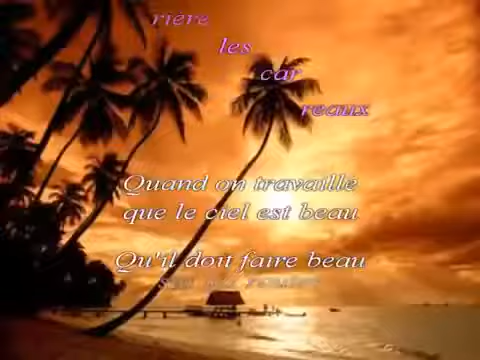 rière
les
car
reaux
Quand on travaille
que le ciel est beau
Qu'il doit faire beau